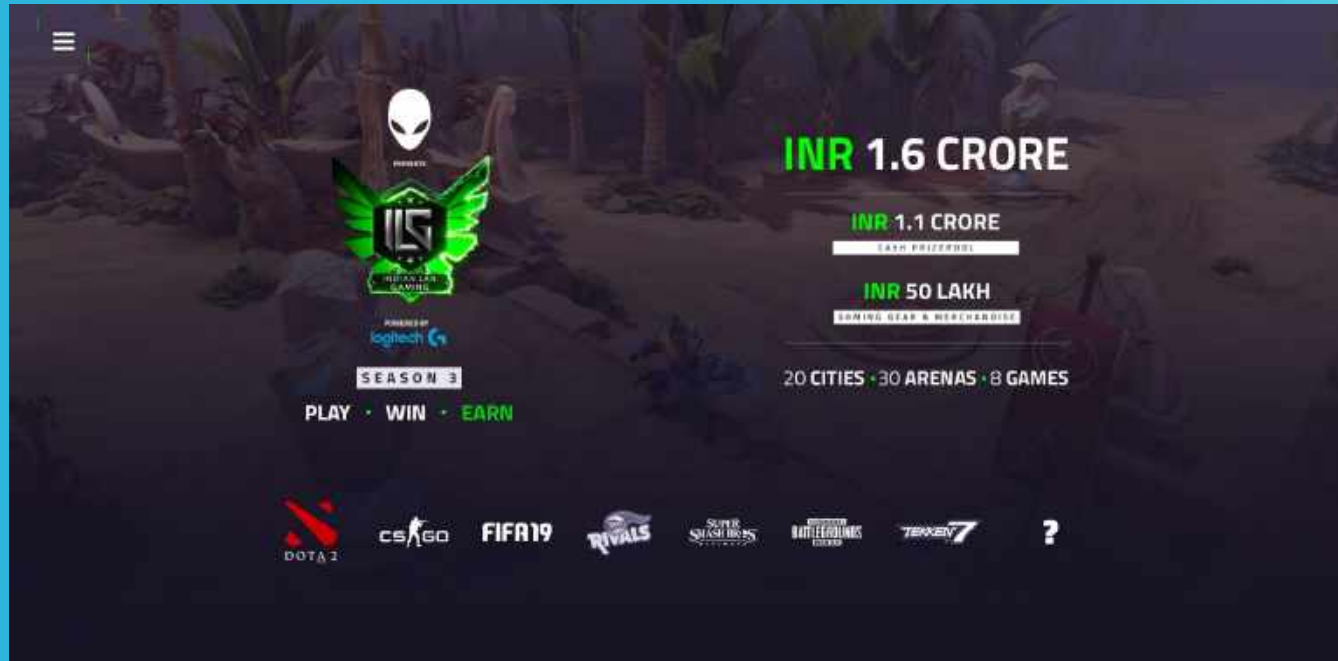 PRESENTS
ILG
INDIAN LAN
GAMING
POWERED BY
logitech G
SEASON 3
PLAY · WIN · EARN
INR 1.6 CRORE
INR 1.1 CRORE
CASH PRIZEPOOL
INR 50 LAKH
GAMING GEAR & MERCHANDISE
20 CITIES · 30 ARENAS · 8 GAMES
DOTA 2
CS GO
FIFA19
RIVALS
SUPER
SMASH BROS
ULTIMATE
BATTLEGROUNDS
TEKKEN 7
?